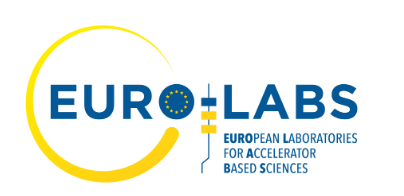 EURO-LABS
EUROPEAN LABORATORIES
FOR ACCELERATOR
BASED SCIENCES